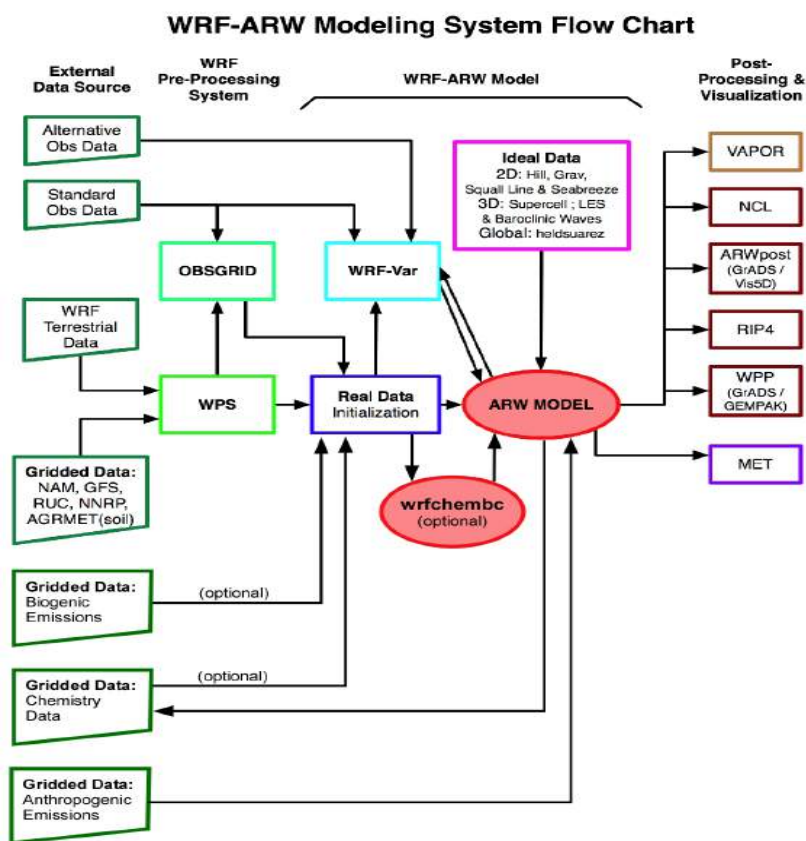 WRF-ARW Modeling System Flow Chart
External
Data Source
WRF
Pre-Processing
System
WRF-ARW Model
Post-
Processing &
Visualization
Alternative
Obs Data
Standard
Obs Data
OBSGRID
WRF-Var
Ideal Data
2D: Hill, Grav,
Squall Line & Seabreeze
3D: Supercell ; LES
& Baroclinic Waves
Global: heldsuarez
VAPOR
NCL
ARWpost
(GrADS /
Vis5D)
RIP4
WPP
(GrADS /
GEMPAK)
MET
WRF
Terrestrial
Data
WPS
Real Data
Initialization
ARW MODEL
wrfchembc
(optional)
Gridded Data:
NAM, GFS,
RUC, NNRP,
AGRMET(soil)
Gridded Data:
Biogenic
Emissions
(optional)
Gridded Data:
Chemistry
Data
(optional)
Gridded Data:
Anthropogenic
Emissions